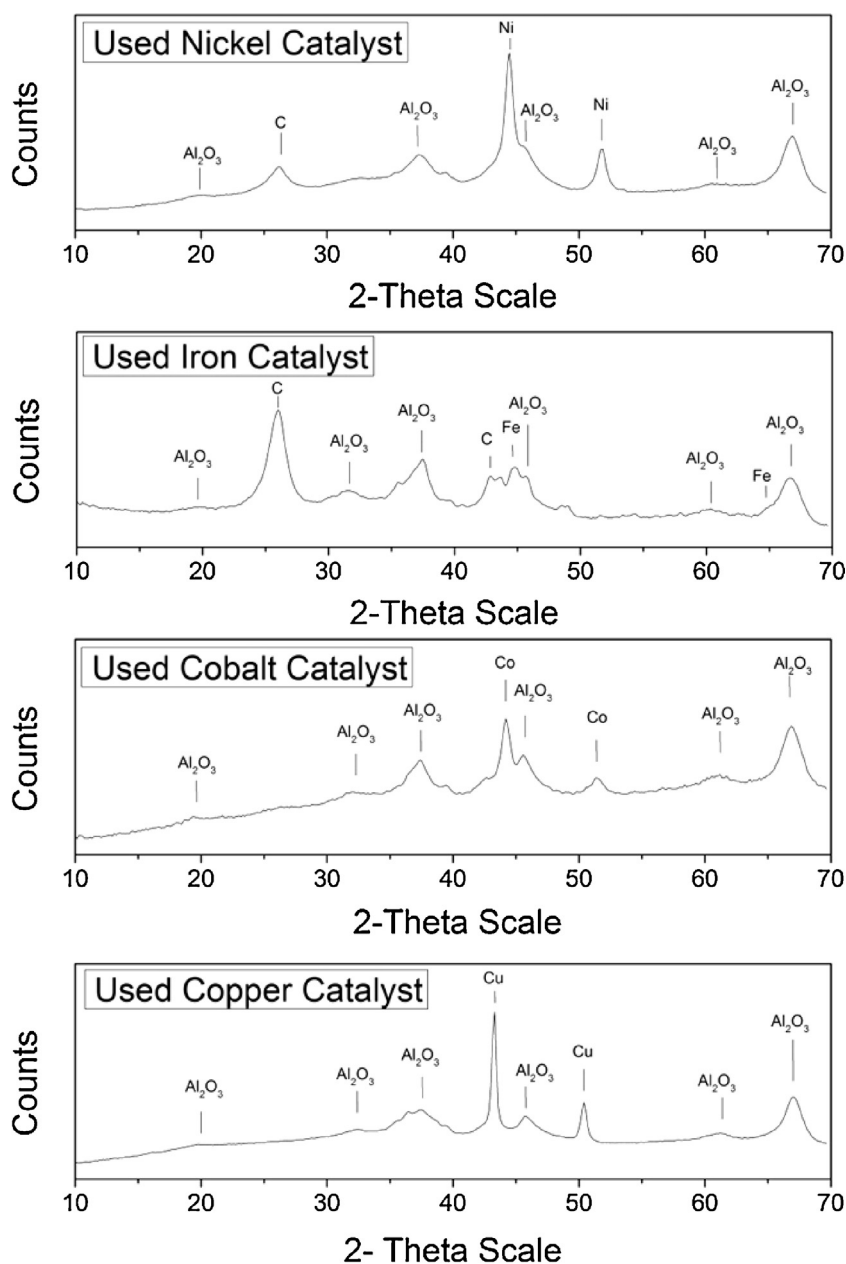 Used Nickel Catalyst
Ni
Al₂O₃
C
Al₂O₃
Al₂O₃
Ni
Al₂O₃
Al₂O₃
Counts
10 20 30 40 50 60 70
2-Theta Scale
Used Iron Catalyst
Al₂O₃
C
Al₂O₃
Al₂O₃
C
Fe
Al₂O₃
Al₂O₃
Fe
Al₂O₃
Counts
10 20 30 40 50 60 70
2-Theta Scale
Used Cobalt Catalyst
Al₂O₃
Al₂O₃
Al₂O₃
Co
Al₂O₃
Co
Al₂O₃
Al₂O₃
Counts
10 20 30 40 50 60 70
2-Theta Scale
Used Copper Catalyst
Al₂O₃
Al₂O₃
Al₂O₃
Cu
Al₂O₃
Cu
Al₂O₃
Al₂O₃
Counts
10 20 30 40 50 60 70
2- Theta Scale